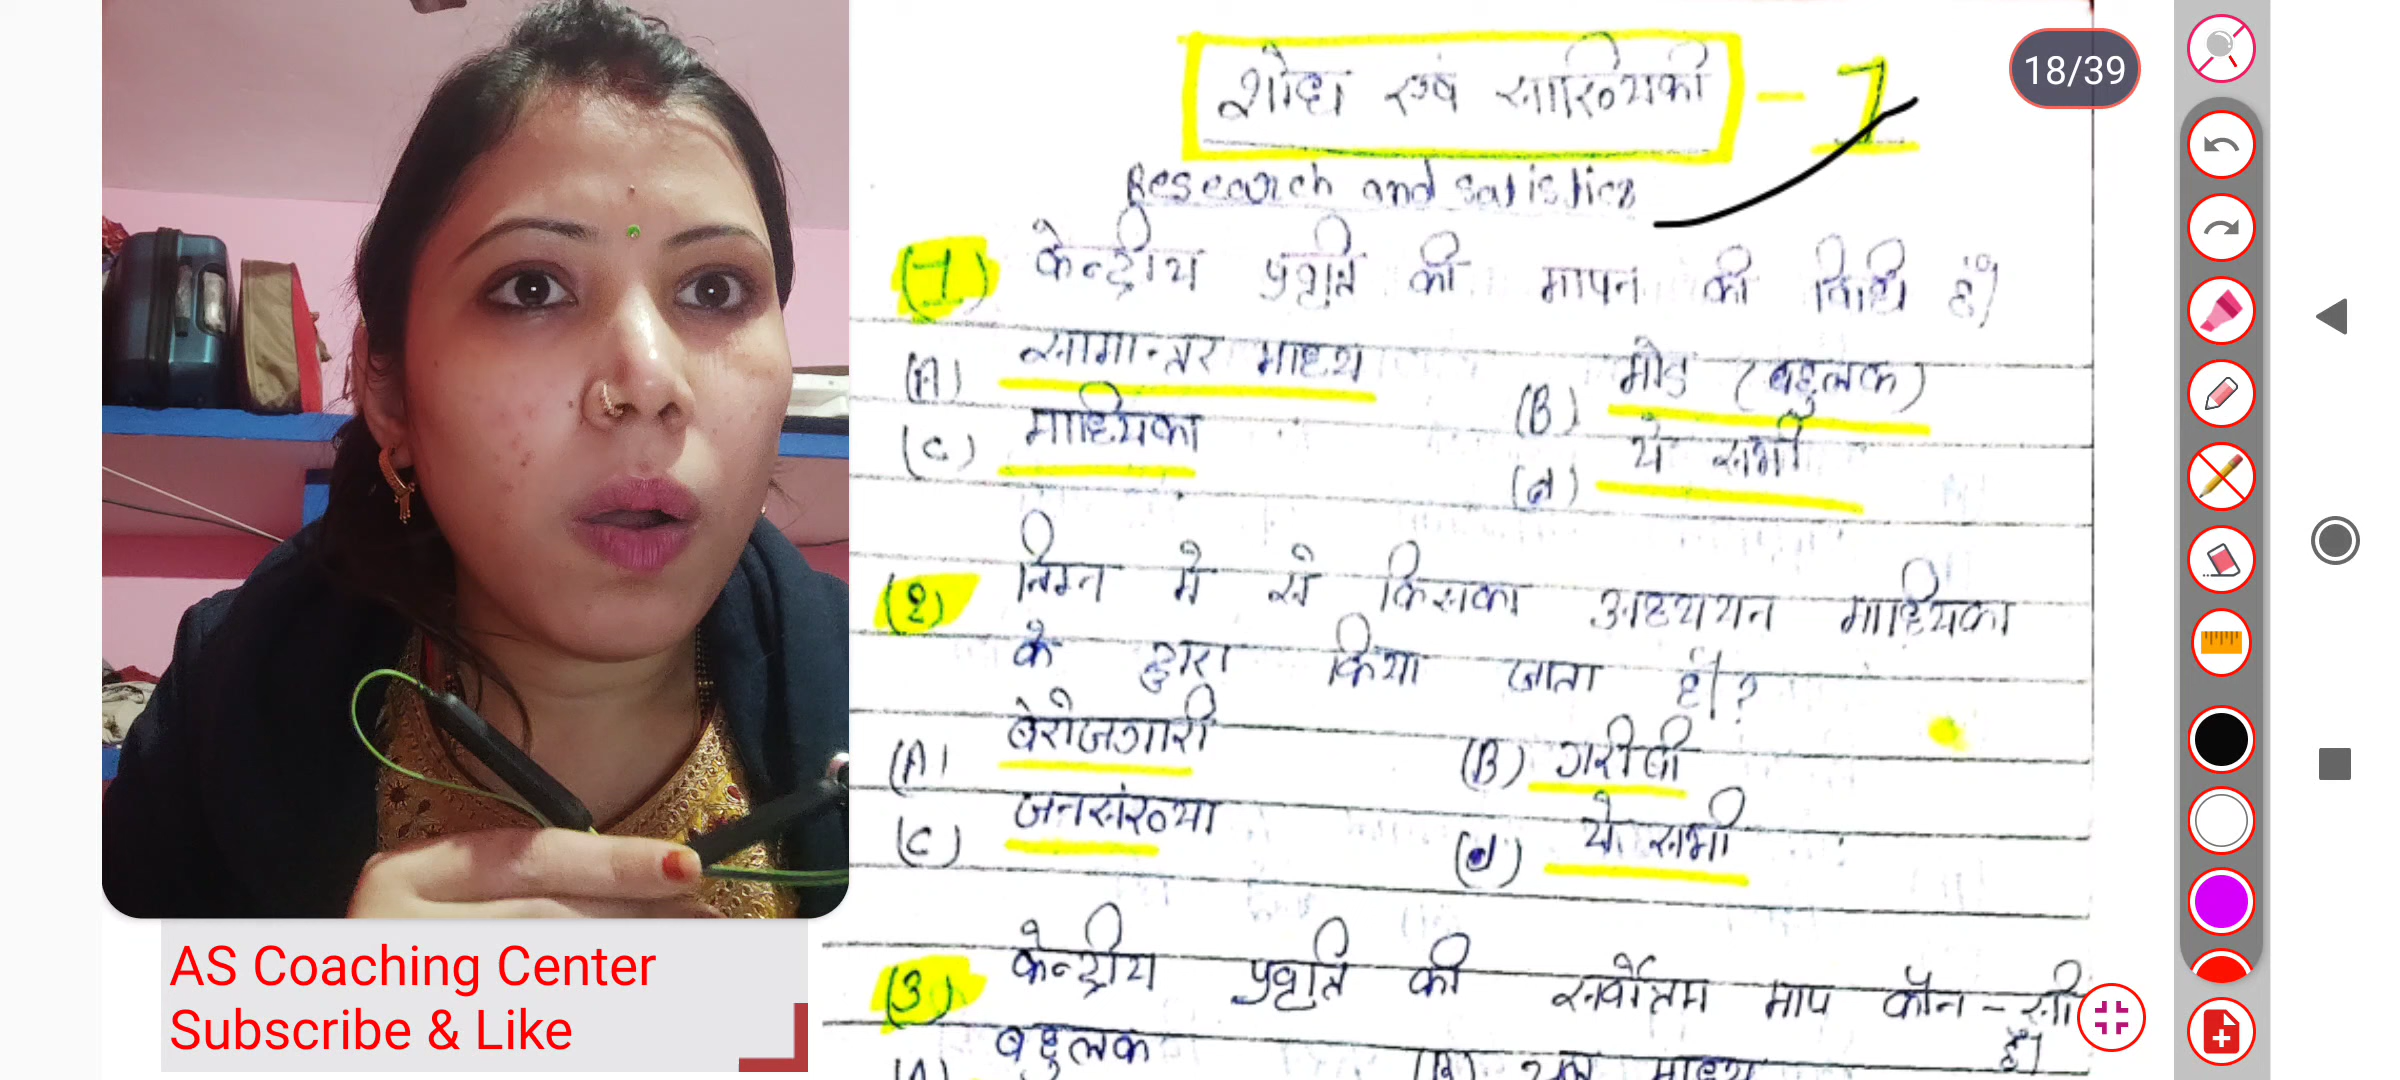 18/39
शोध एवं सांख्यिकी - 1
Research and satistics
(1) केन्द्रीय प्रवृति की मापन की विधि है।
(A) सामान्तर माध्य (B) मोड (बहुलक)
(C) माध्यिका (d) ये सभी
(2) निम्न मे से किसका अध्ययन माध्यिका
के द्वारा किया जाता है।?
(A) बेरोजगारी (B) गरीबी
(C) जनसंख्या (d) ये सभी
(3) केन्द्रीय प्रवृति की सर्वोतम माप कौन-सी
है।
(A) बहुलक (B) माध्य
AS Coaching Center
Subscribe & Like